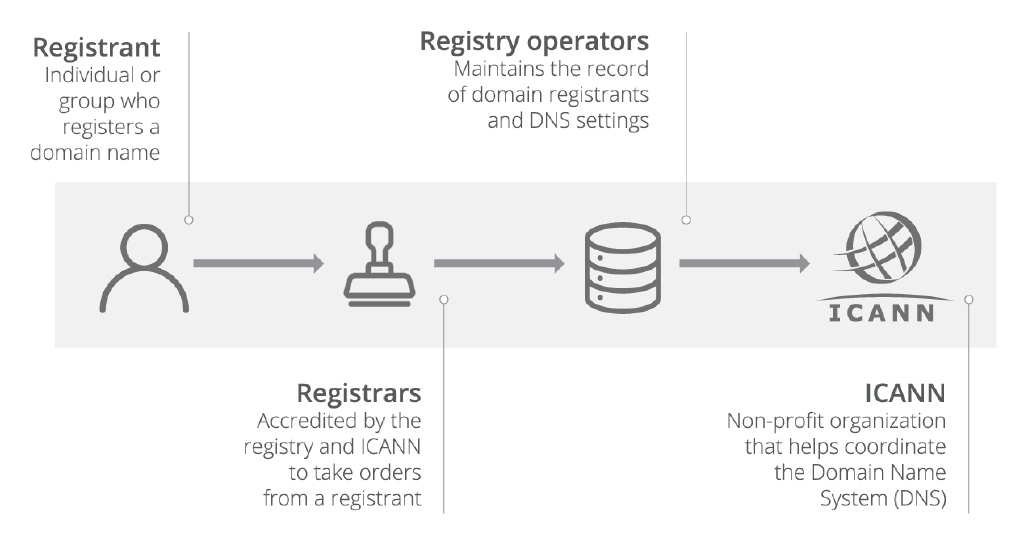 Registrant
Individual or
group who
registers a
domain name
Registry operators
Maintains the record
of domain registrants
and DNS settings
ICANN
Registrars
Accredited by the
registry and ICANN
to take orders
from a registrant
ICANN
Non-profit organization
that helps coordinate
the Domain Name
System (DNS)